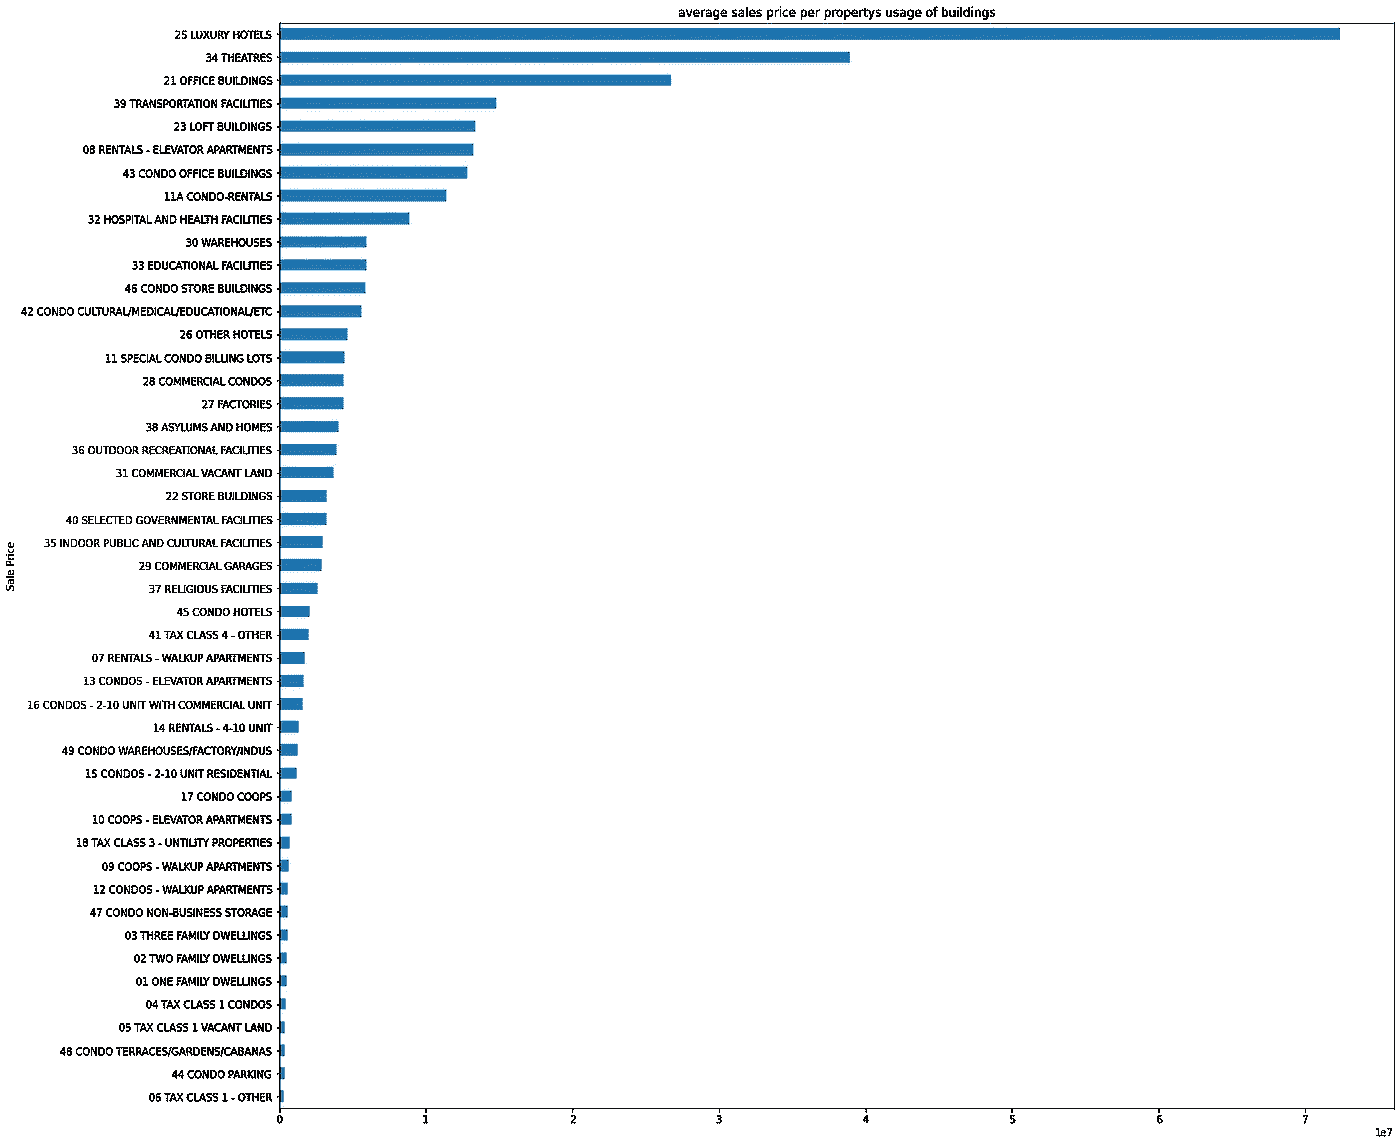 average sales price per propertys usage of buildings
25 LUXURY HOTELS
34 THEATRES
21 OFFICE BUILDINGS
39 TRANSPORTATION FACILITIES
23 LOFT BUILDINGS
08 RENTALS - ELEVATOR APARTMENTS
43 CONDO OFFICE BUILDINGS
11A CONDO-RENTALS
32 HOSPITAL AND HEALTH FACILITIES
30 WAREHOUSES
33 EDUCATIONAL FACILITIES
46 CONDO STORE BUILDINGS
42 CONDO CULTURAL/MEDICAL/EDUCATIONAL/ETC
26 OTHER HOTELS
11 SPECIAL CONDO BILLING LOTS
28 COMMERCIAL CONDOS
27 FACTORIES
38 ASYLUMS AND HOMES
36 OUTDOOR RECREATIONAL FACILITIES
31 COMMERCIAL VACANT LAND
22 STORE BUILDINGS
40 SELECTED GOVERNMENTAL FACILITIES
35 INDOOR PUBLIC AND CULTURAL FACILITIES
29 COMMERCIAL GARAGES
37 RELIGIOUS FACILITIES
45 CONDO HOTELS
41 TAX CLASS 4 - OTHER
07 RENTALS - WALKUP APARTMENTS
13 CONDOS - ELEVATOR APARTMENTS
16 CONDOS - 2-10 UNIT WITH COMMERCIAL UNIT
14 RENTALS - 4-10 UNIT
49 CONDO WAREHOUSES/FACTORY/INDUS
15 CONDOS - 2-10 UNIT RESIDENTIAL
17 CONDO COOPS
10 COOPS - ELEVATOR APARTMENTS
18 TAX CLASS 3 - UNTILITY PROPERTIES
09 COOPS - WALKUP APARTMENTS
12 CONDOS - WALKUP APARTMENTS
47 CONDO NON-BUSINESS STORAGE
03 THREE FAMILY DWELLINGS
02 TWO FAMILY DWELLINGS
01 ONE FAMILY DWELLINGS
04 TAX CLASS 1 CONDOS
05 TAX CLASS 1 VACANT LAND
48 CONDO TERRACES/GARDENS/CABANAS
44 CONDO PARKING
06 TAX CLASS 1 - OTHER
Sale Price
0 1 2 3 4 5 6 7
1e7